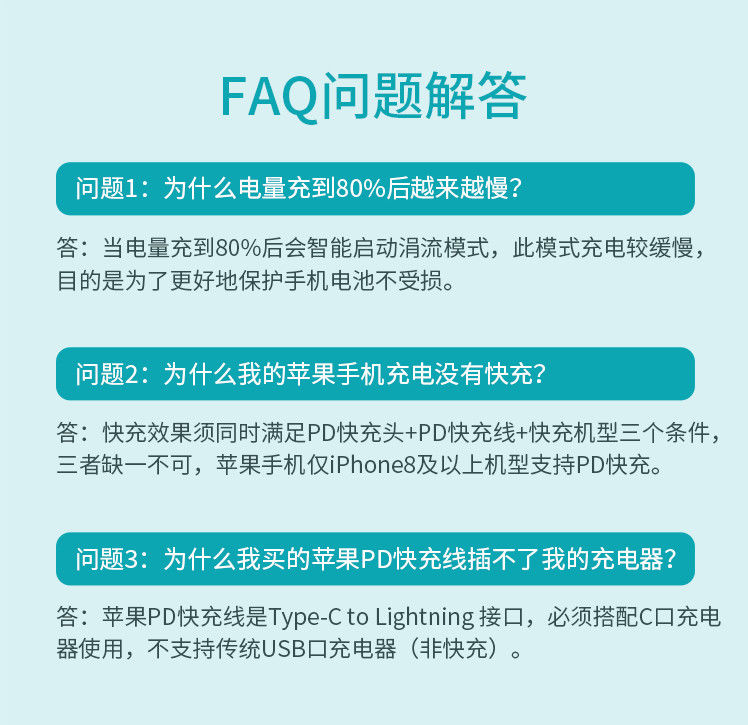 FAQ问题解答
问题1：为什么电量充到80%后越来越慢？
答：当电量充到80%后会智能启动涓流模式，此模式充电较缓慢，
目的是为了更好地保护手机电池不受损。
问题2：为什么我的苹果手机充电没有快充？
答：快充效果须同时满足PD快充头+PD快充线+快充机型三个条件，
三者缺一不可，苹果手机仅iPhone8及以上机型支持PD快充。
问题3：为什么我买的苹果PD快充线插不了我的充电器？
答：苹果PD快充线是Type-C to Lightning 接口，必须搭配C口充电
器使用，不支持传统USB口充电器（非快充）。